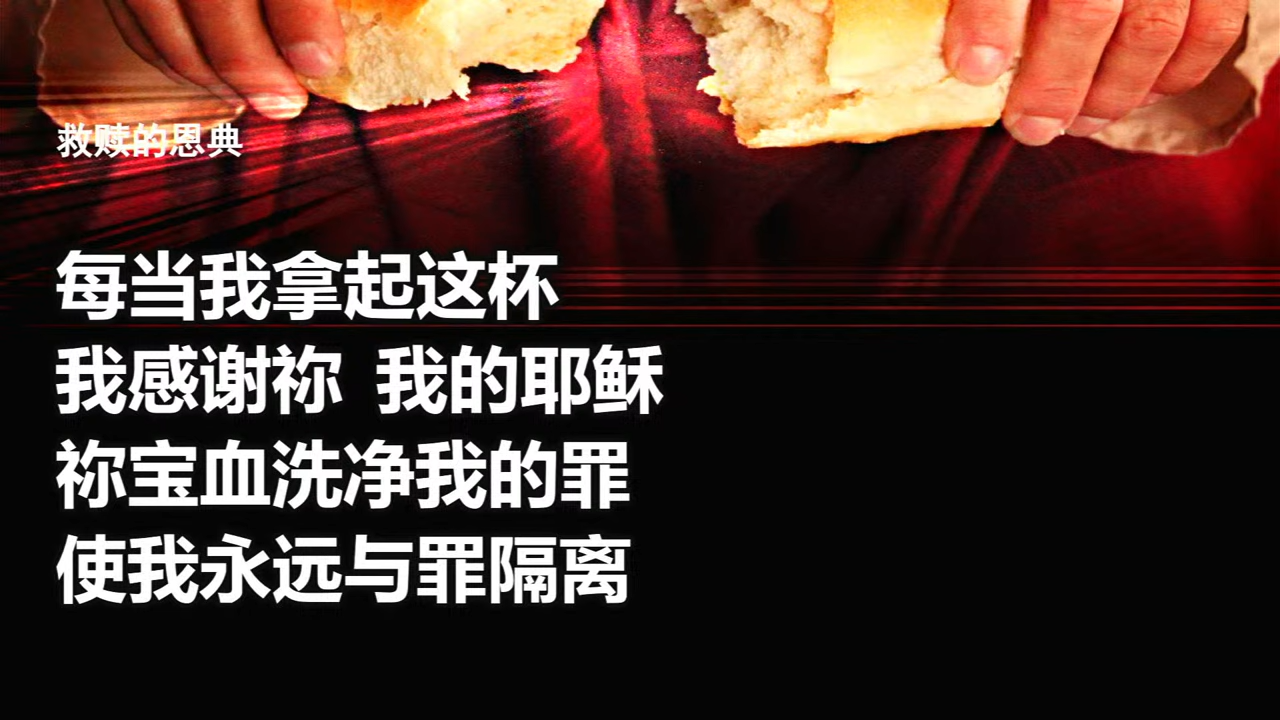 救赎的恩典
每当我拿起这杯
我感谢祢 我的耶稣
祢宝血洗净我的罪
使我永远与罪隔离